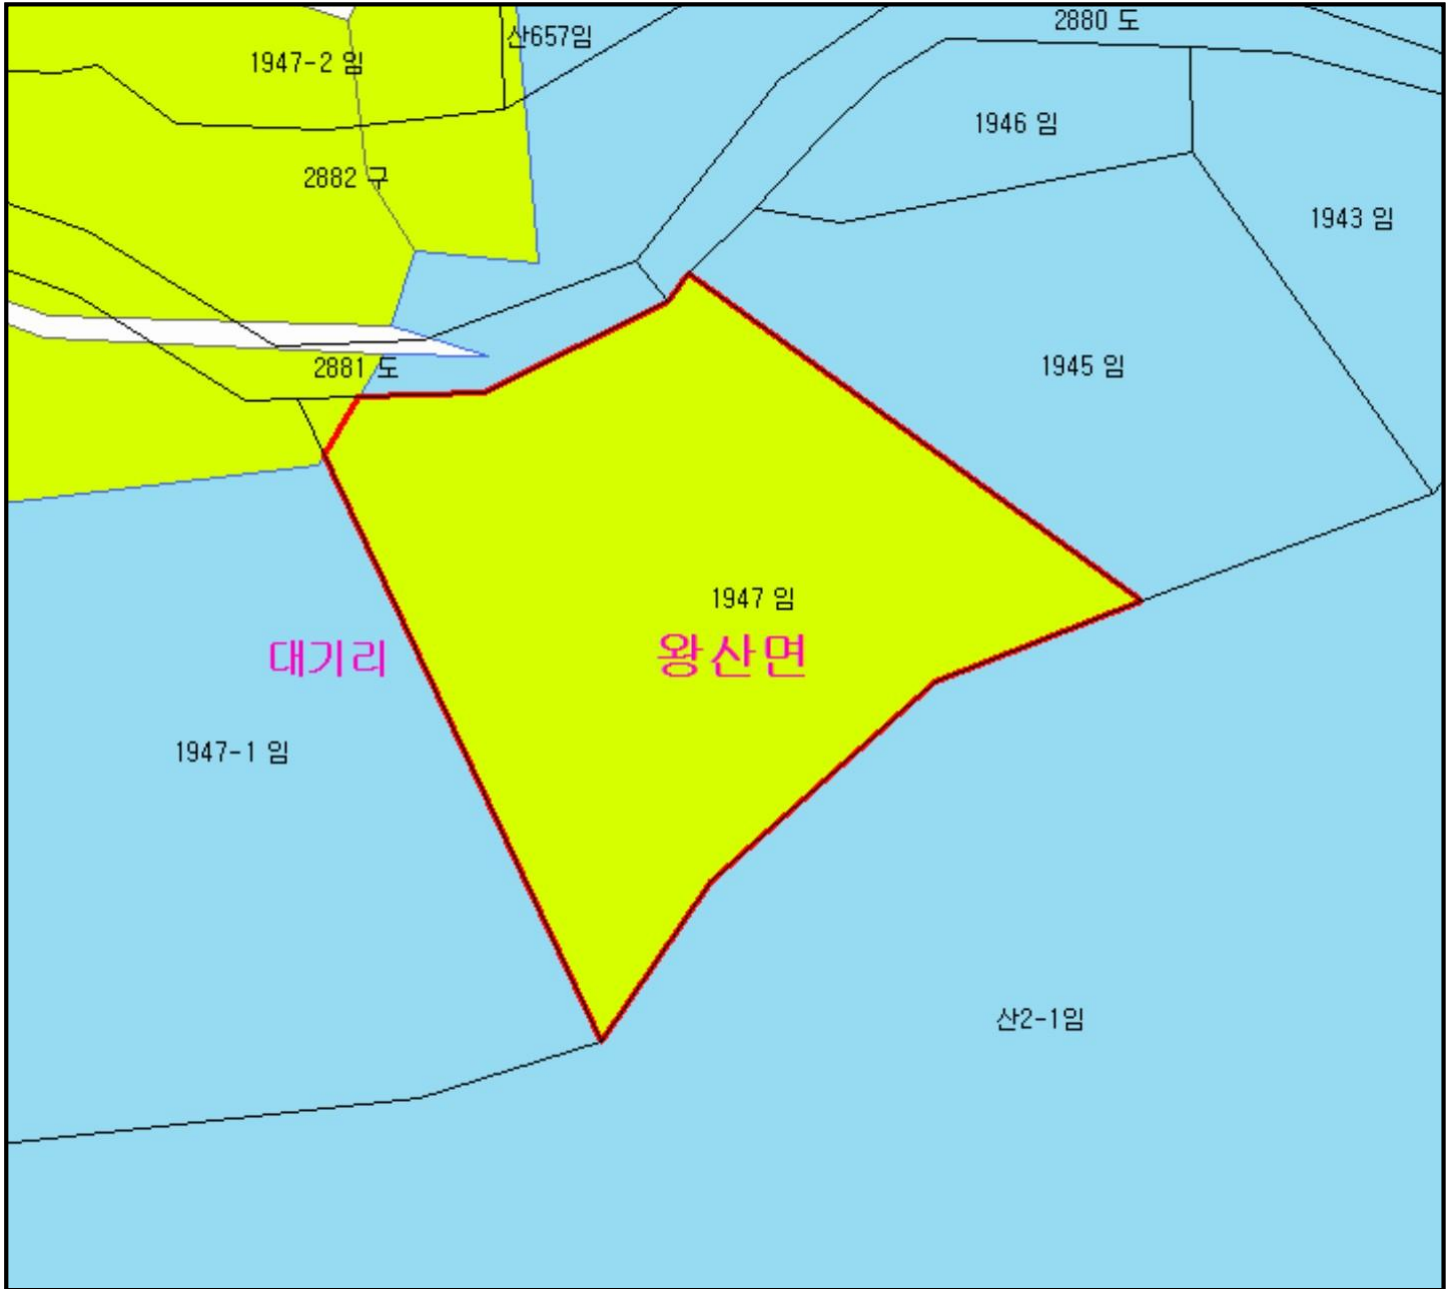 2880 도
산657임
1947-2 임
1946 임
2882 구
1943 임
2881 도
1945 임
1947 임
대기리
왕산면
1947-1 임
산2-1임